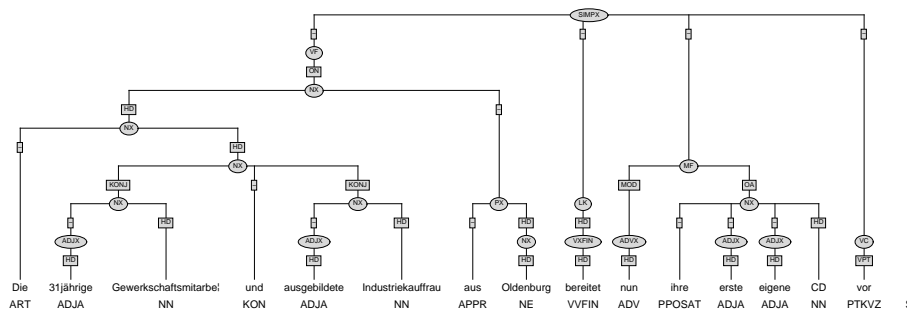 SIMPX
– – – –
VF
ON
NX
HD –
NX
– HD
NX MF
KONJ – KONJ MOD OA
NX NX PX LK NX
– HD – HD – HD HD – – – HD
ADJX ADJX NX VXFIN ADVX ADJX ADJX VC
HD HD HD HD HD HD HD VPT
Die 31jährige Gewerkschaftsmitarbei und ausgebildete Industriekauffrau aus Oldenburg bereitet nun ihre erste eigene CD vor
ART ADJA NN KON ADJA NN APPR NE VVFIN ADV PPOSAT ADJA ADJA NN PTKVZ